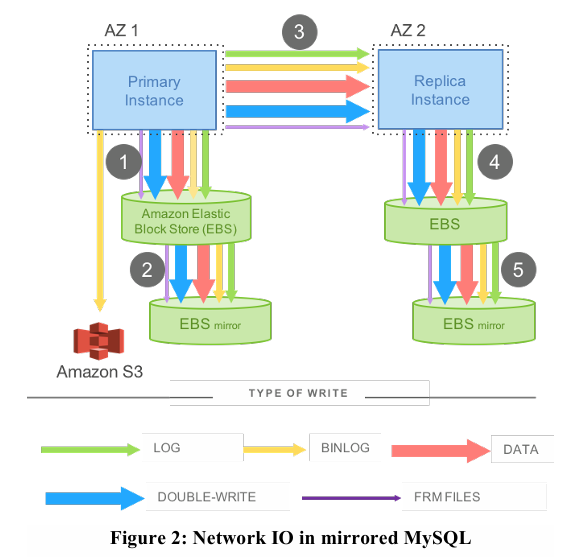 AZ 1
3
AZ 2
Primary
Instance
Replica
Instance
1
4
Amazon Elastic
Block Store (EBS)
EBS
2
5
EBS mirror
EBS mirror
Amazon S3
TYPE OF WRITE
LOG
BINLOG
DATA
DOUBLE-WRITE
FRM FILES
Figure 2: Network IO in mirrored MySQL